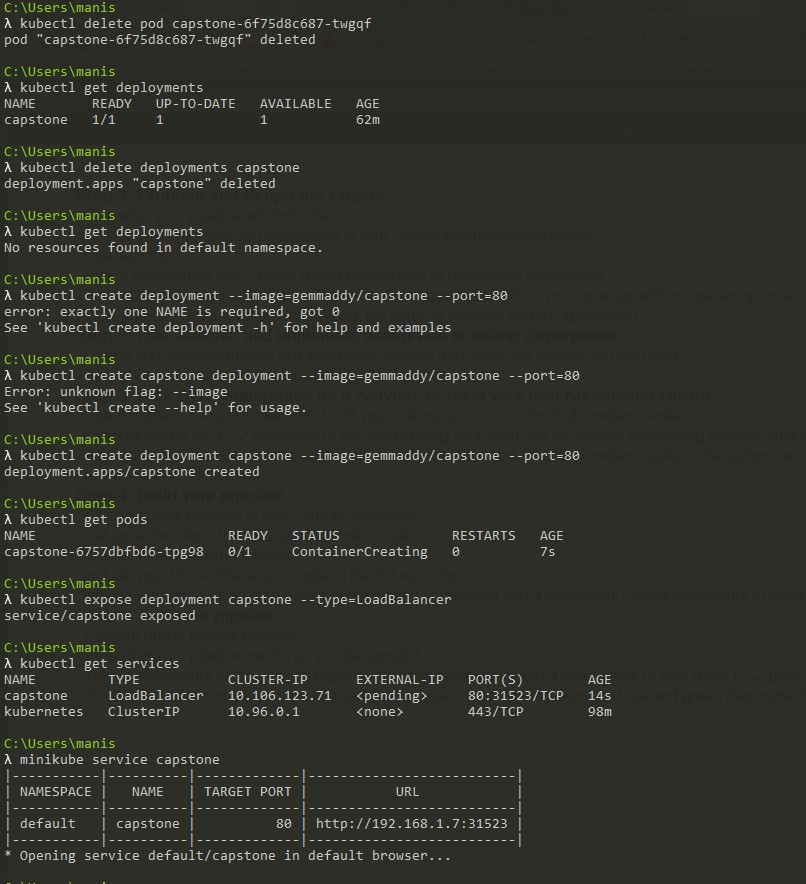 C:\Users\manis
λ kubectl delete pod capstone-6f75d8c687-twgqf
pod "capstone-6f75d8c687-twgqf" deleted
C:\Users\manis
λ kubectl get deployments
NAME READY UP-TO-DATE AVAILABLE AGE
capstone 1/1 1 1 62m
C:\Users\manis
λ kubectl delete deployments capstone
deployment.apps "capstone" deleted
C:\Users\manis
λ kubectl get deployments
No resources found in default namespace.
C:\Users\manis
λ kubectl create deployment --image=gemmaddy/capstone --port=80
error: exactly one NAME is required, got 0
See 'kubectl create deployment -h' for help and examples
C:\Users\manis
λ kubectl create capstone deployment --image=gemmaddy/capstone --port=80
Error: unknown flag: --image
See 'kubectl create --help' for usage.
C:\Users\manis
λ kubectl create deployment capstone --image=gemmaddy/capstone --port=80
deployment.apps/capstone created
C:\Users\manis
λ kubectl get pods
NAME READY STATUS RESTARTS AGE
capstone-6757dbfbd6-tpg98 0/1 ContainerCreating 0 7s
C:\Users\manis
λ kubectl expose deployment capstone --type=LoadBalancer
service/capstone exposed
C:\Users\manis
λ kubectl get services
NAME TYPE CLUSTER-IP EXTERNAL-IP PORT(S) AGE
capstone LoadBalancer 10.106.123.71 <pending> 80:31523/TCP 14s
kubernetes ClusterIP 10.96.0.1 <none> 443/TCP 98m
C:\Users\manis
λ minikube service capstone
|-----------|----------|-------------|--------------------------|
| NAMESPACE | NAME | TARGET PORT | URL |
|-----------|----------|-------------|--------------------------|
| default | capstone | 80 | http://192.168.1.7:31523 |
|-----------|----------|-------------|--------------------------|
* Opening service default/capstone in default browser...